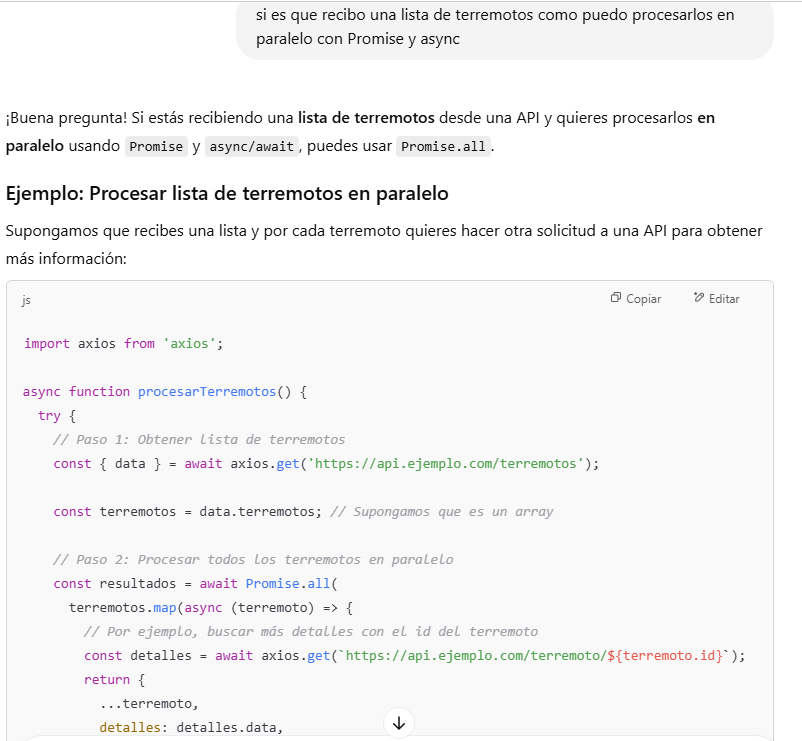 si es que recibo una lista de terremotos como puedo procesarlos en
paralelo con Promise y async
¡Buena pregunta! Si estás recibiendo una lista de terremotos desde una API y quieres procesarlos en
paralelo usando Promise y async/await, puedes usar Promise.all.
Ejemplo: Procesar lista de terremotos en paralelo
Supongamos que recibes una lista y por cada terremoto quieres hacer otra solicitud a una API para obtener
más información:
js Copiar Editar
import axios from 'axios';
async function procesarTerremotos() {
try {
// Paso 1: Obtener lista de terremotos
const { data } = await axios.get('https://api.ejemplo.com/terremotos');
const terremotos = data.terremotos; // Supongamos que es un array
// Paso 2: Procesar todos los terremotos en paralelo
const resultados = await Promise.all(
terremotos.map(async (terremoto) => {
// Por ejemplo, buscar más detalles con el id del terremoto
const detalles = await axios.get(`https://api.ejemplo.com/terremoto/${terremoto.id}`);
return {
...terremoto,
detalles: detalles.data,